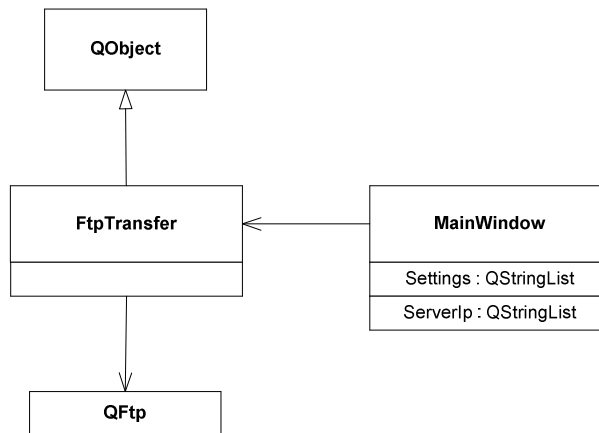 QObject
FtpTransfer
MainWindow
Settings : QStringList
ServerIp : QStringList
QFtp